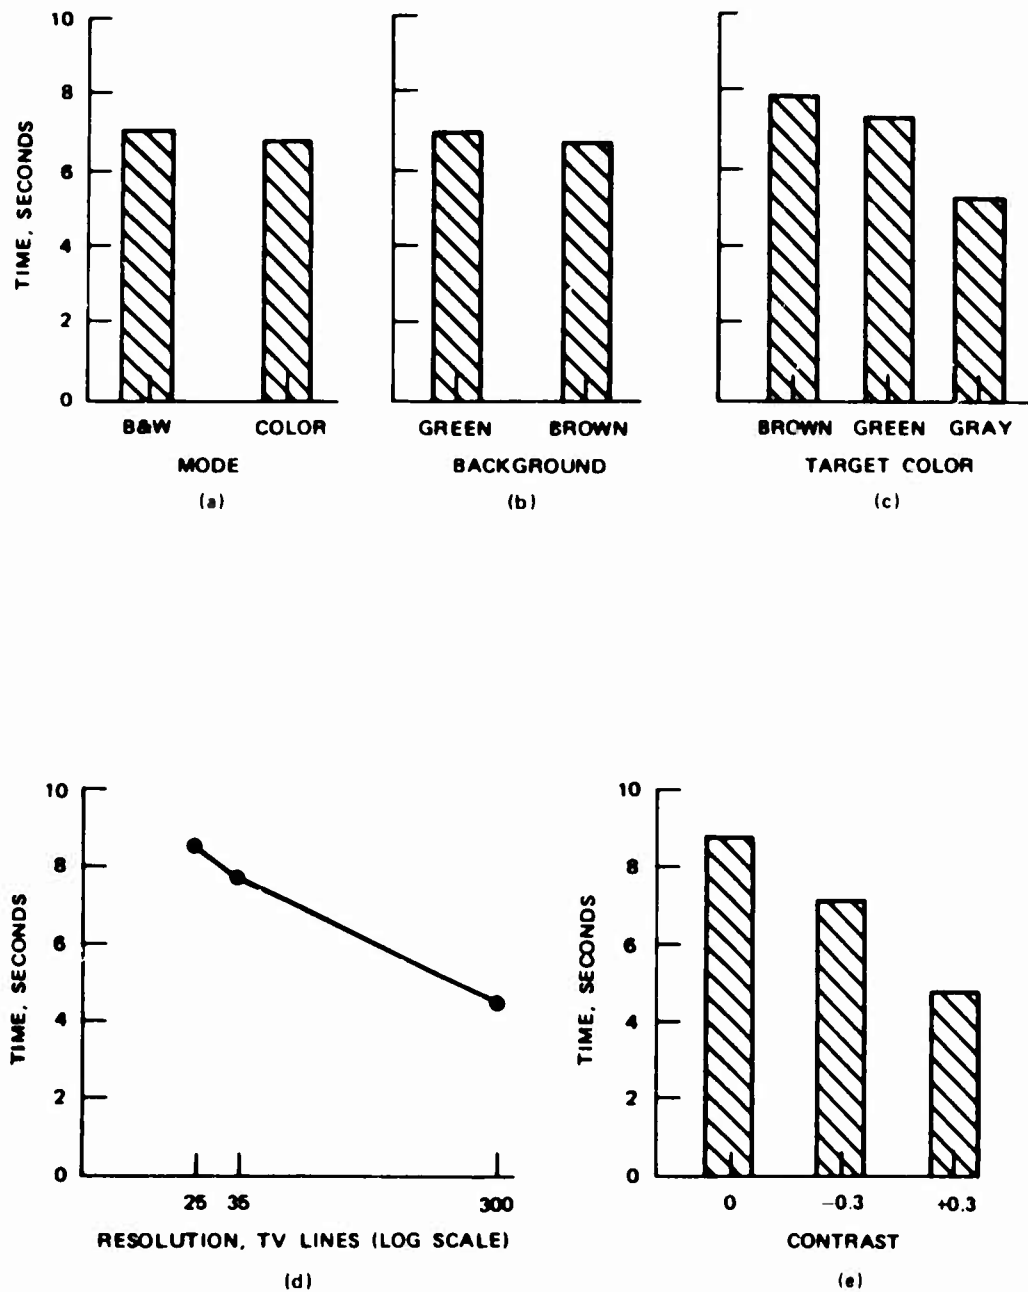 10
8
6
4
2
0
TIME, SECONDS
B&W COLOR
MODE
(a)
GREEN BROWN
BACKGROUND
(b)
BROWN GREEN GRAY
TARGET COLOR
(c)
10
8
6
4
2
0
TIME, SECONDS
25 35 300
RESOLUTION, TV LINES (LOG SCALE)
(d)
10
8
6
4
2
0
TIME, SECONDS
0 −0.3 +0.3
CONTRAST
(e)